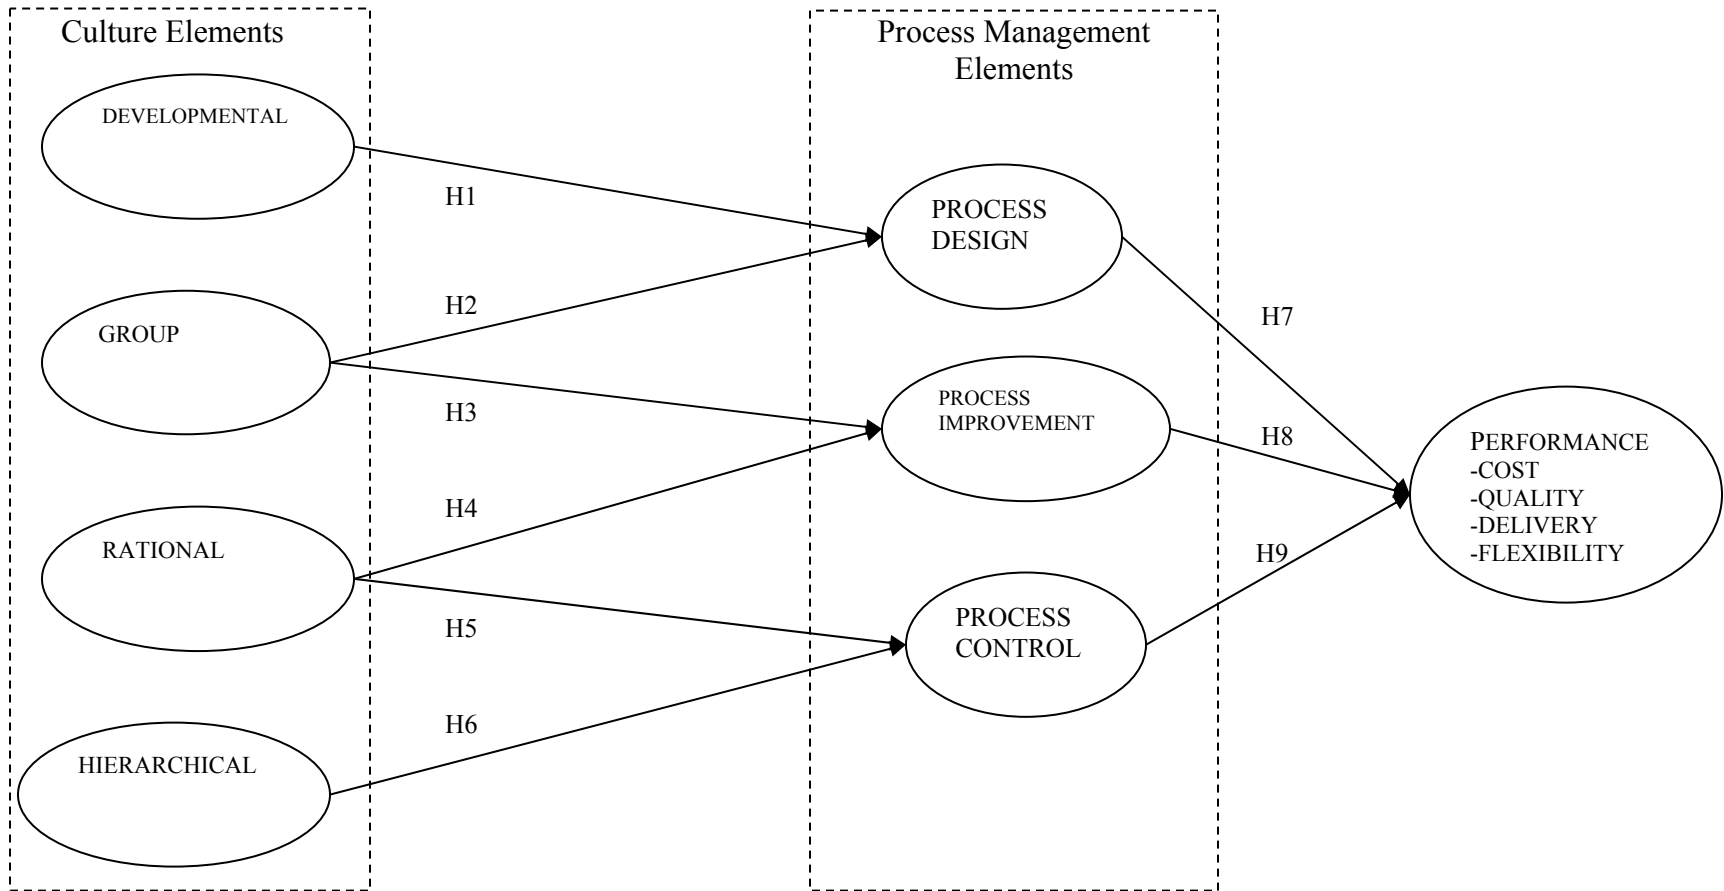 Culture Elements
DEVELOPMENTAL
GROUP
RATIONAL
HIERARCHICAL
H1
H2
H3
H4
H5
H6
Process Management
Elements
PROCESS
DESIGN
PROCESS
IMPROVEMENT
PROCESS
CONTROL
H7
H8
H9
PERFORMANCE
-COST
-QUALITY
-DELIVERY
-FLEXIBILITY